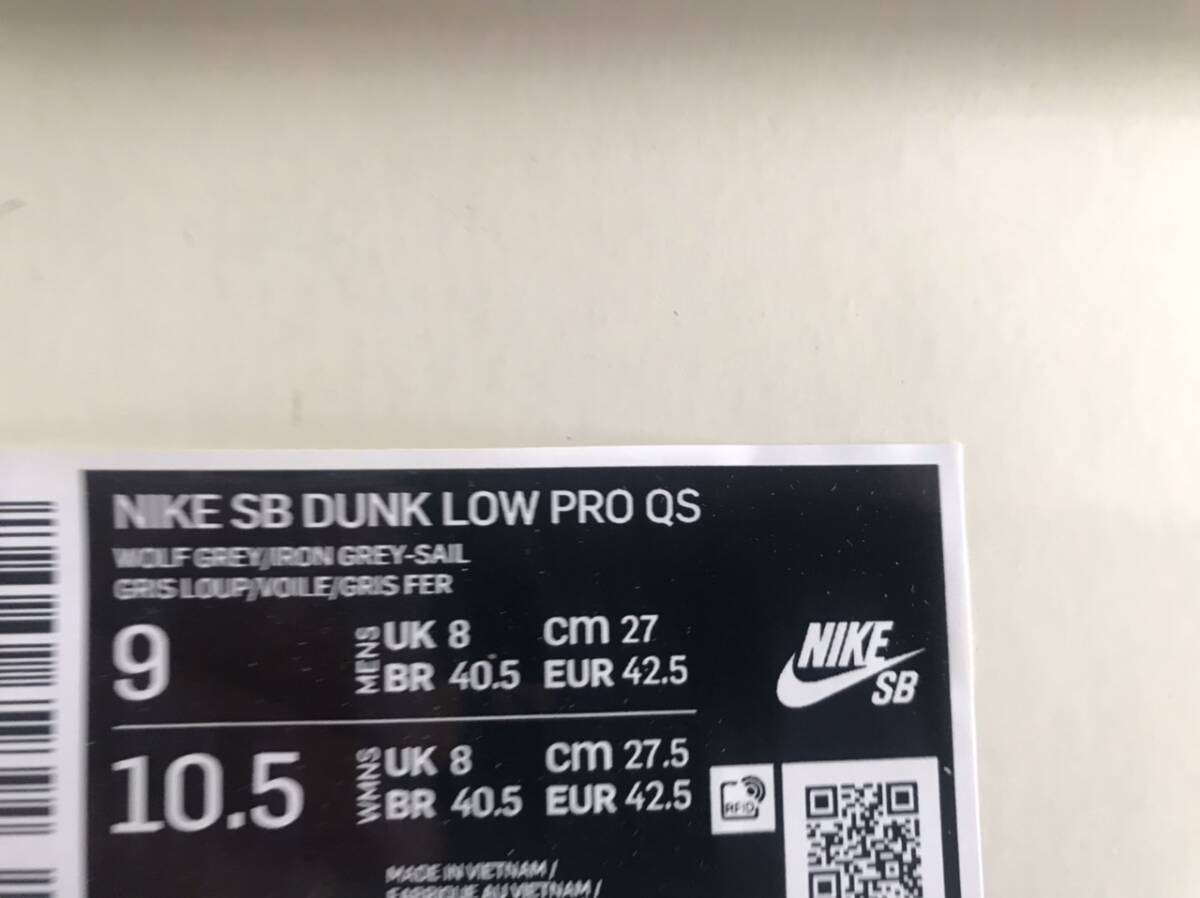 NIKE SB DUNK LOW PRO QS
WOLF GREY/IRON GREY-SAIL
GRIS LOUP/VOILE/GRIS FER
9 MENS UK 8 cm 27
BR 40.5 EUR 42.5
NIKE
SB
10.5 WMNS UK 8 cm 27.5
BR 40.5 EUR 42.5
RFID
MADE IN VIETNAM/
FABRIQUE AU VIETNAM/